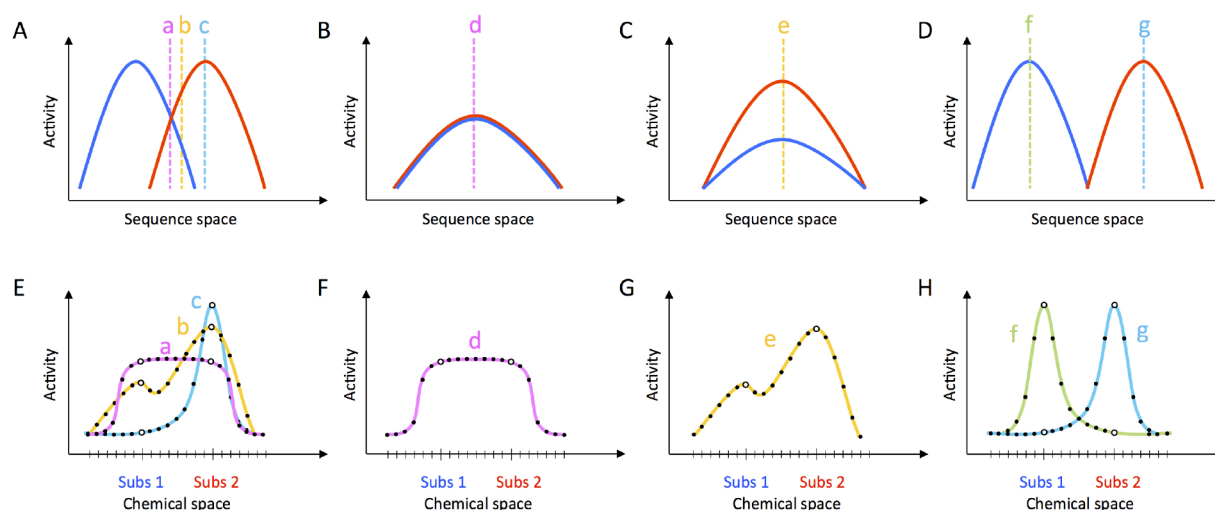 A
a
b
c
Activity
Sequence space
B
d
Activity
Sequence space
C
e
Activity
Sequence space
D
f
g
Activity
Sequence space
E
a
b
c
Activity
Subs 1
Subs 2
Chemical space
F
d
Activity
Subs 1
Subs 2
Chemical space
G
e
Activity
Subs 1
Subs 2
Chemical space
H
f
g
Activity
Subs 1
Subs 2
Chemical space